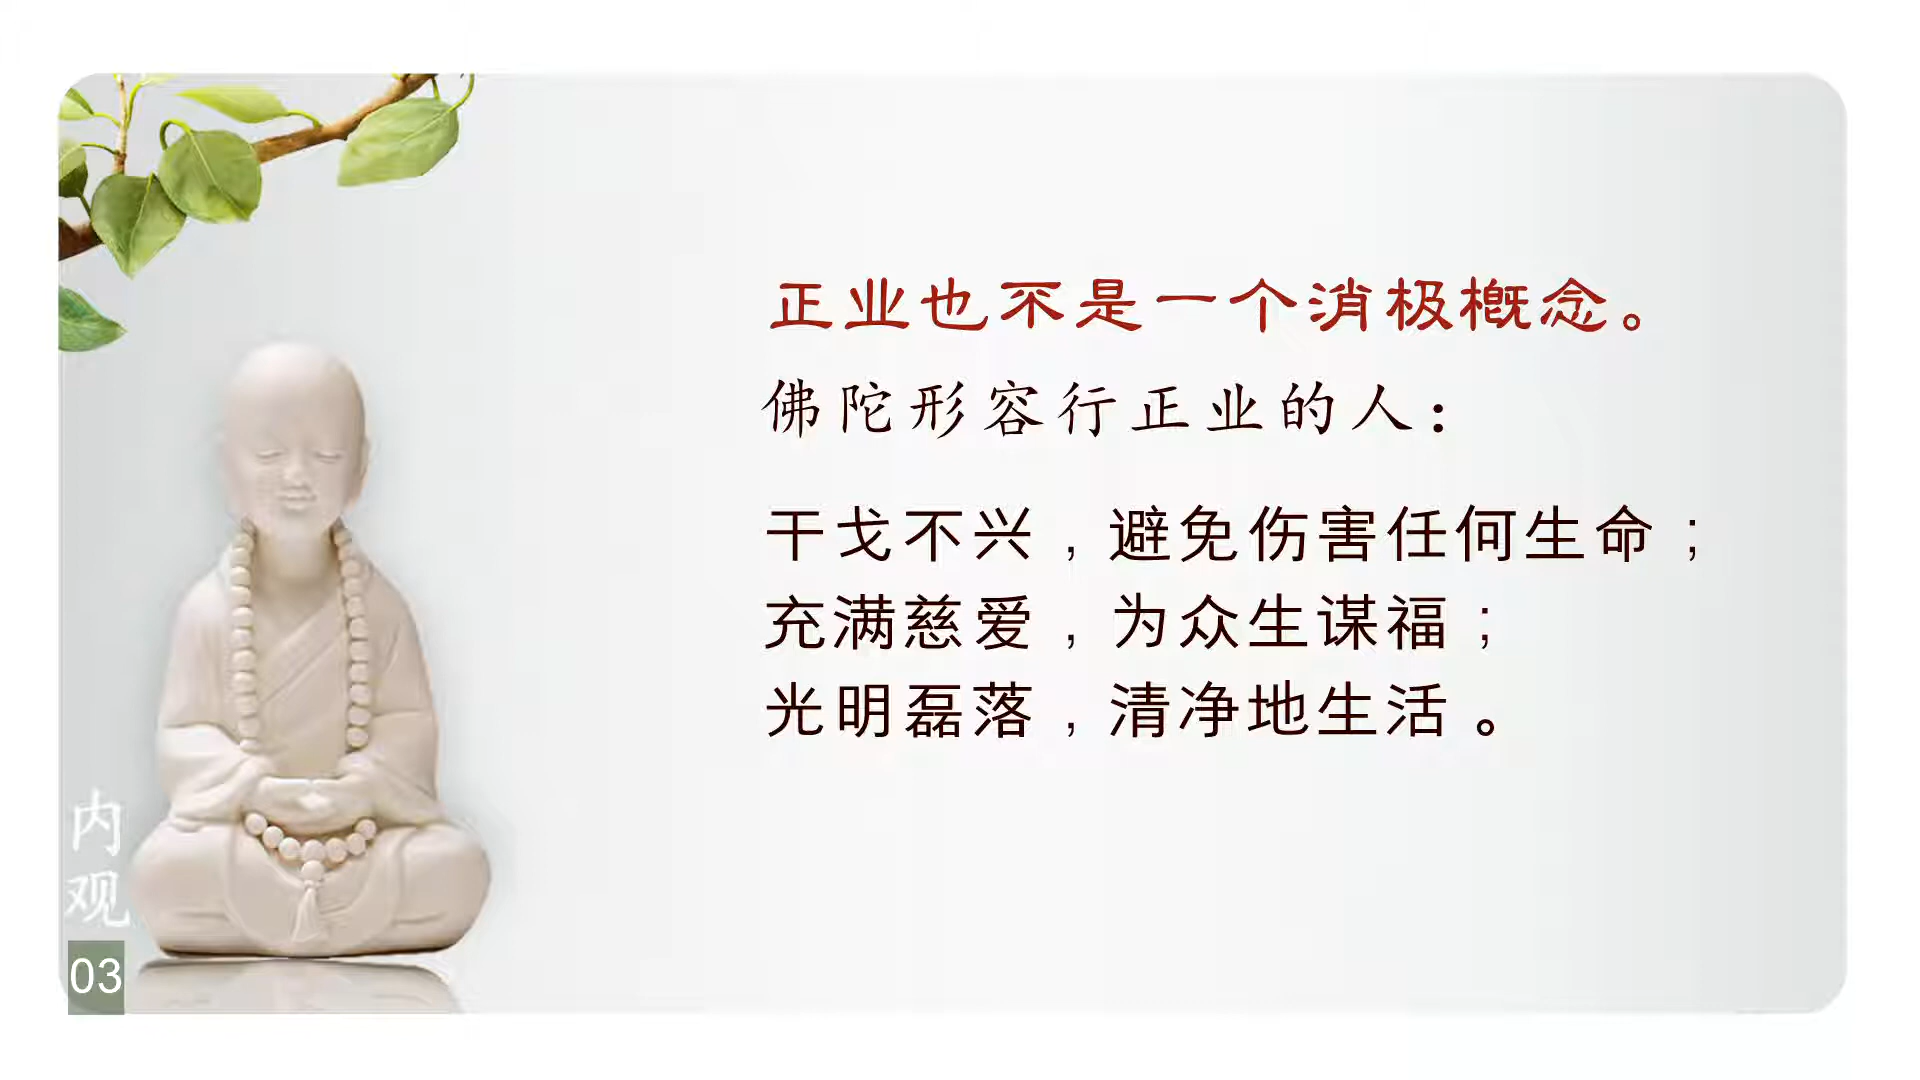 正业也不是一个消极概念。
佛陀形容行正业的人：
干戈不兴，避免伤害任何生命；
充满慈爱，为众生谋福；
光明磊落，清净地生活。
内观
03